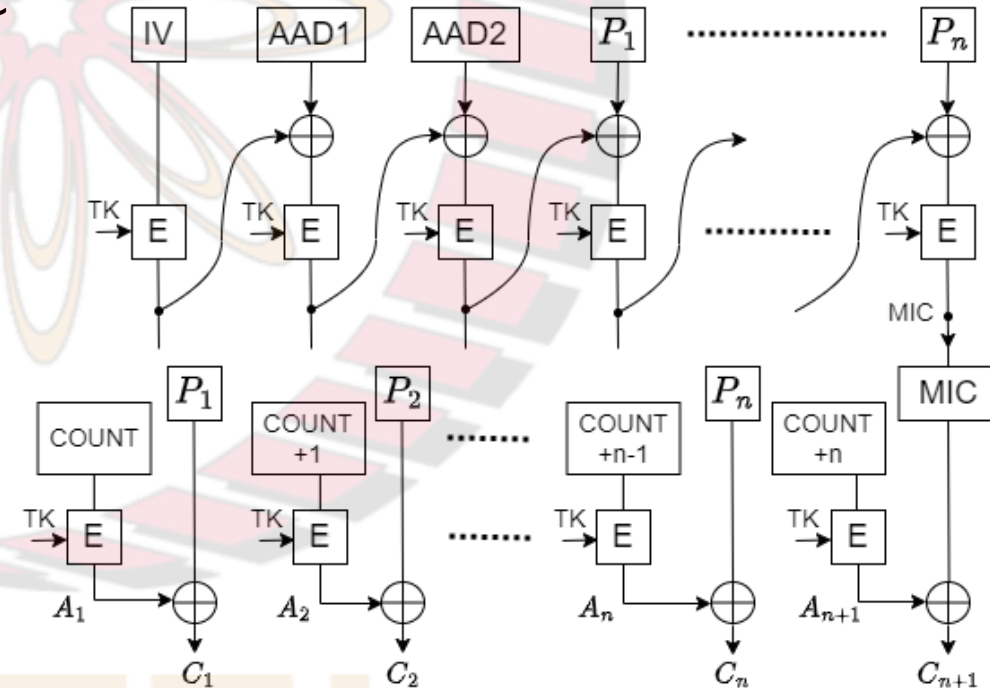 IV AAD1 AAD2 P₁ Pₙ
TK E TK E TK E TK E TK E
MIC
P₁ P₂ Pₙ MIC
COUNT COUNT +1 COUNT +n-1 COUNT +n
TK E TK E TK E TK E
A₁ A₂ Aₙ Aₙ₊₁
C₁ C₂ Cₙ Cₙ₊₁